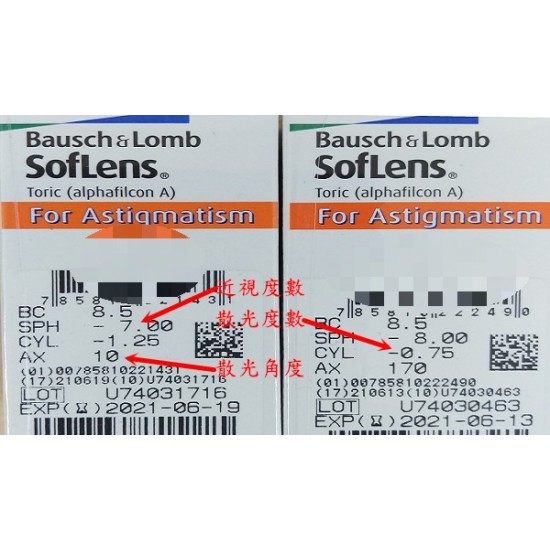 Bausch & Lomb
SofLens®
Toric (alphafilcon A)
For Astigmatism
BC 8.5
SPH - 7.00
CYL -1.25
AX 10
(01)00785810221431
(17)210619(10)U74031716
LOT U74031716
EXP 2021-06-19
近視度數
散光度數
散光角度
Bausch & Lomb
SofLens®
Toric (alphafilcon A)
For Astigmatism
BC 8.5
SPH - 8.00
CYL -0.75
AX 170
(01)00785810222490
(17)210613(10)U74030463
LOT U74030463
EXP 2021-06-13